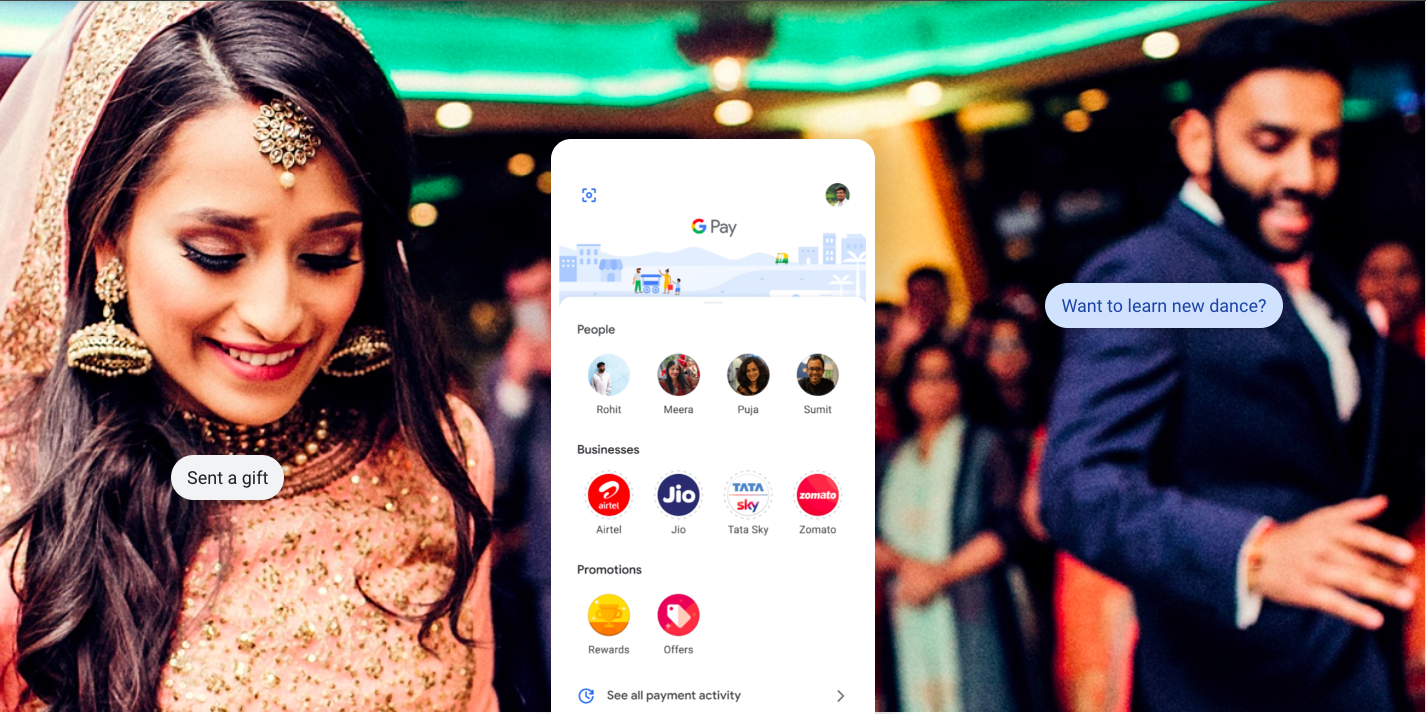 G Pay
Want to learn new dance?
People
Rohit Meera Puja Sumit
Sent a gift
Businesses
airtel Jio TATA sky zomato
Airtel Jio Tata Sky Zomato
Promotions
Rewards Offers
See all payment activity